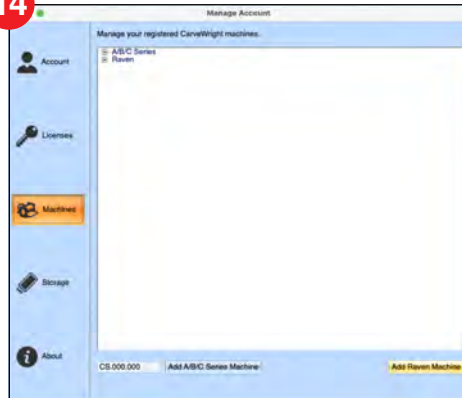 14
Manage Account
Manage your registered CarveWright machines.
Account
A/B/C Series
Raven
Licenses
Machines
Storage
About
CS.000.000
Add A/B/C Series Machine
Add Raven Machine